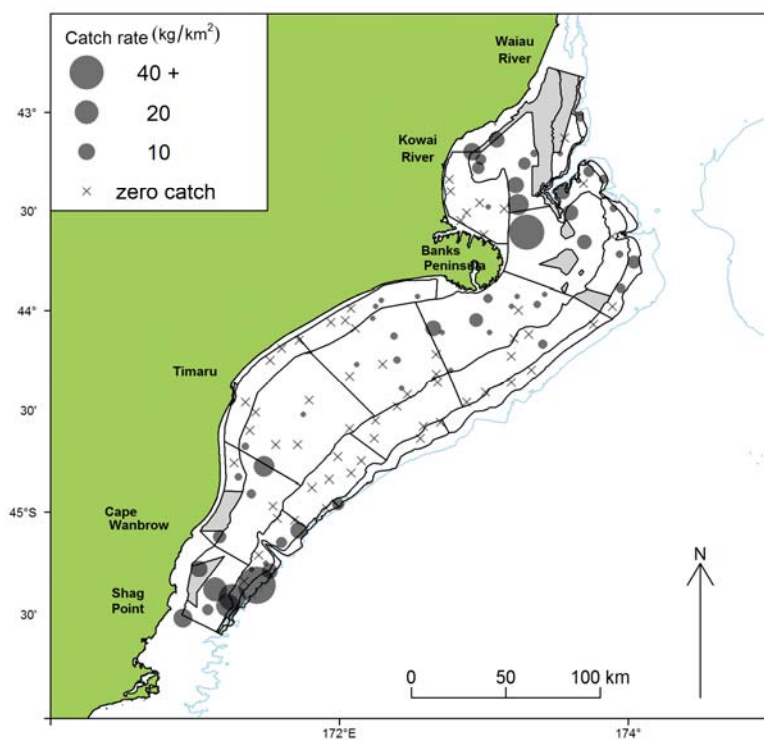 Catch rate (kg/km²)
40 +
20
10
zero catch
Waiau
River
43°
Kowai
River
30'
Banks
Peninsula
44°
Timaru
30'
Cape
Wanbrow
45°S
Shag
Point
30'
N
0 50 100 km
172°E 174°